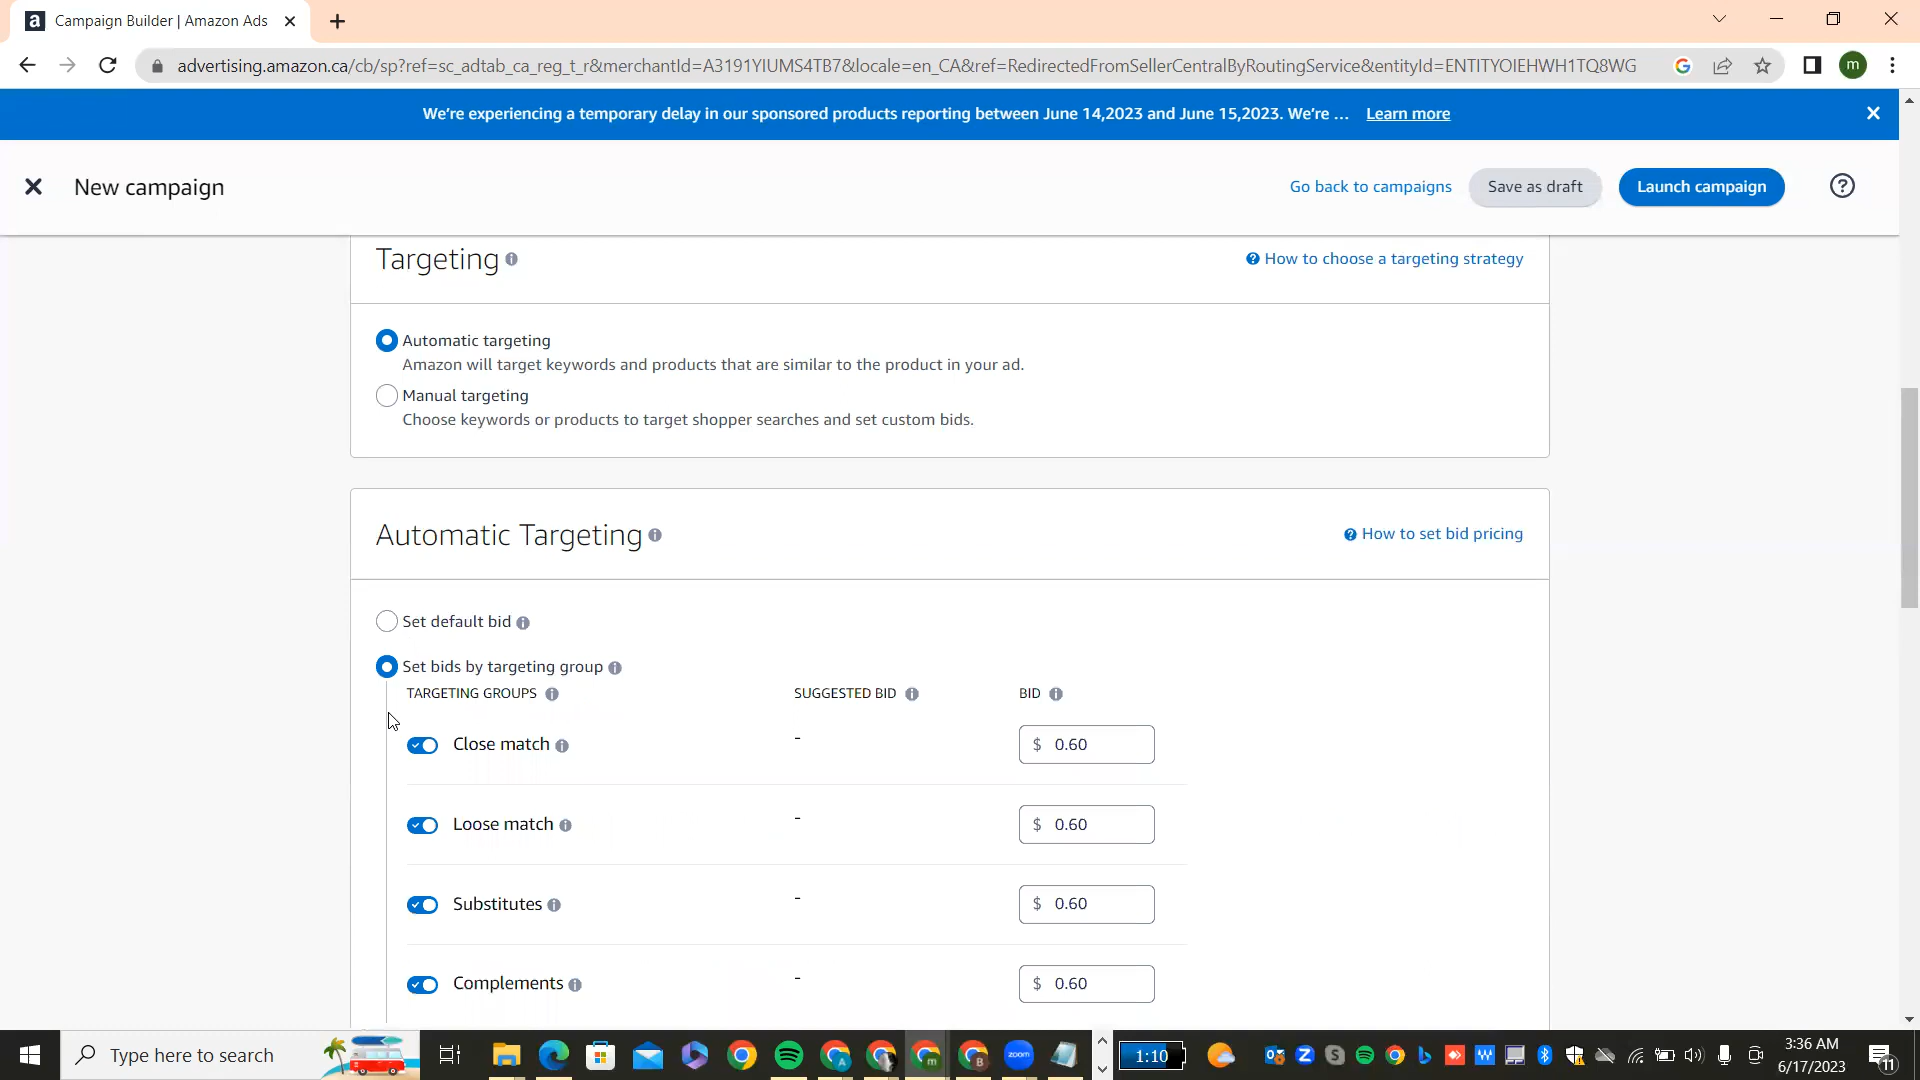 Campaign Builder | Amazon Ads
advertising.amazon.ca/cb/sp?ref=sc_adtab_ca_reg_t_r&merchantId=A3191YIUMS4TB7&locale=en_CA&ref=RedirectedFromSellerCentralByRoutingService&entityId=ENTITYOIEHWH1TQ8WG
We're experiencing a temporary delay in our sponsored products reporting between June 14,2023 and June 15,2023. We're ... Learn more
New campaign
Go back to campaigns
Save as draft
Launch campaign
Targeting
How to choose a targeting strategy
Automatic targeting
Amazon will target keywords and products that are similar to the product in your ad.
Manual targeting
Choose keywords or products to target shopper searches and set custom bids.
Automatic Targeting
How to set bid pricing
Set default bid
Set bids by targeting group
TARGETING GROUPS SUGGESTED BID BID
Close match - $ 0.60
Loose match - $ 0.60
Substitutes - $ 0.60
Complements - $ 0.60
Type here to search
zoom
1:10
3:36 AM
6/17/2023
11